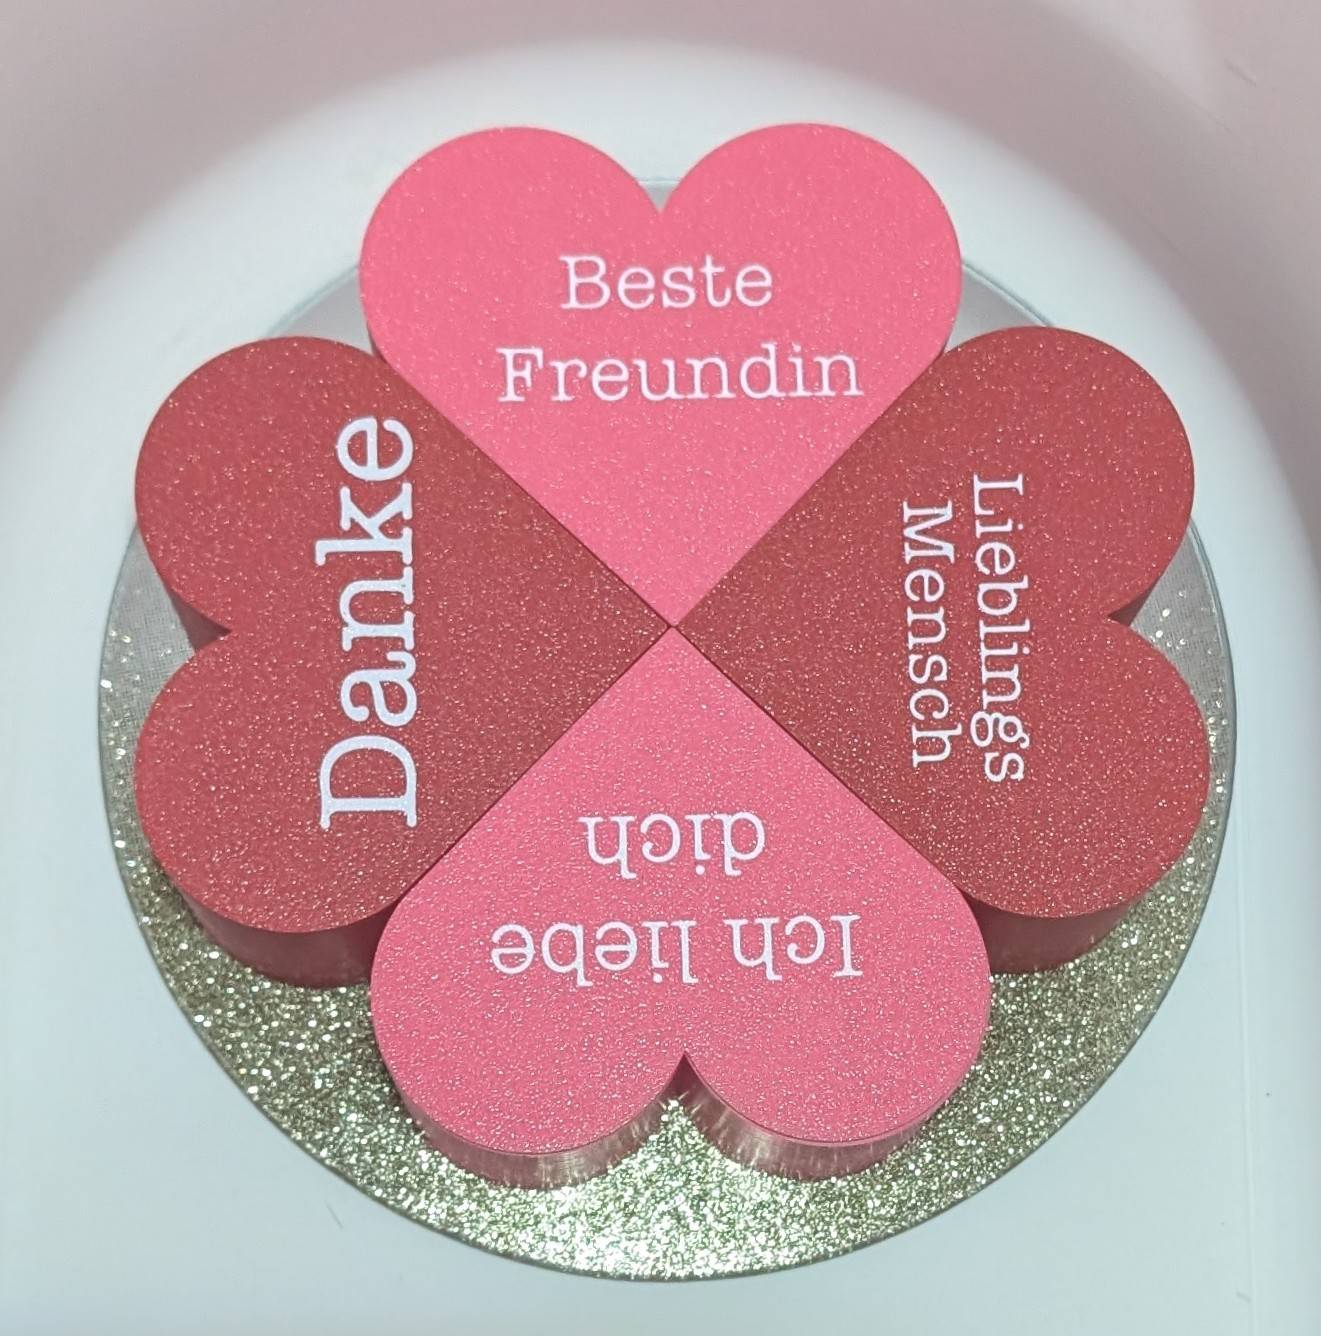 Beste
Freundin
Lieblings
Mensch
Ich liebe
dich
Danke